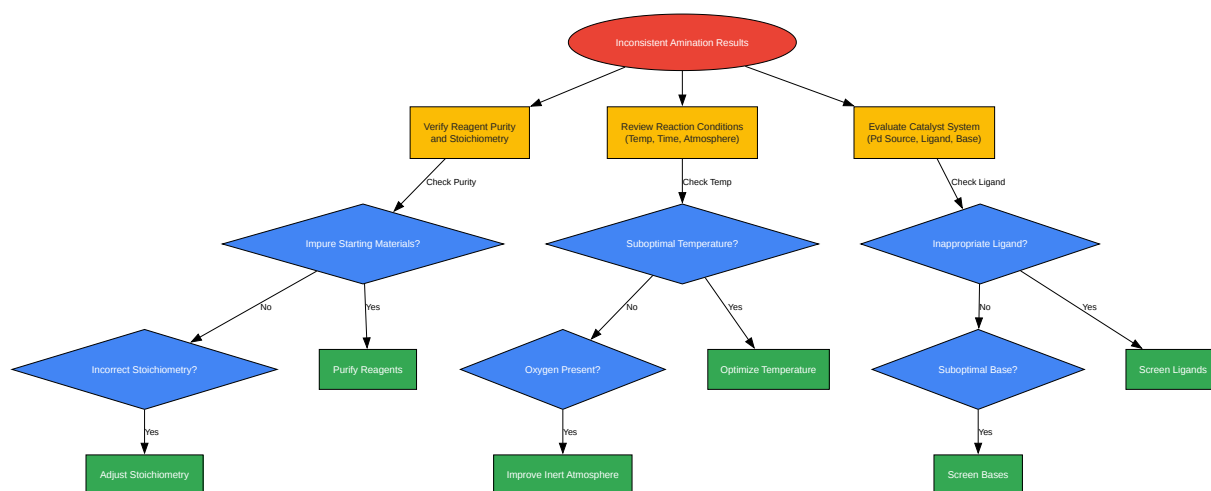 Inconsistent Amination Results
Verify Reagent Purity
and Stoichiometry
Review Reaction Conditions
(Temp, Time, Atmosphere)
Evaluate Catalyst System
(Pd Source, Ligand, Base)
Check Purity
Check Temp
Check Ligand
Impure Starting Materials?
Suboptimal Temperature?
Inappropriate Ligand?
No
Yes
No
Yes
No
Yes
Incorrect Stoichiometry?
Purify Reagents
Oxygen Present?
Optimize Temperature
Suboptimal Base?
Screen Ligands
Yes
Yes
Yes
Adjust Stoichiometry
Improve Inert Atmosphere
Screen Bases